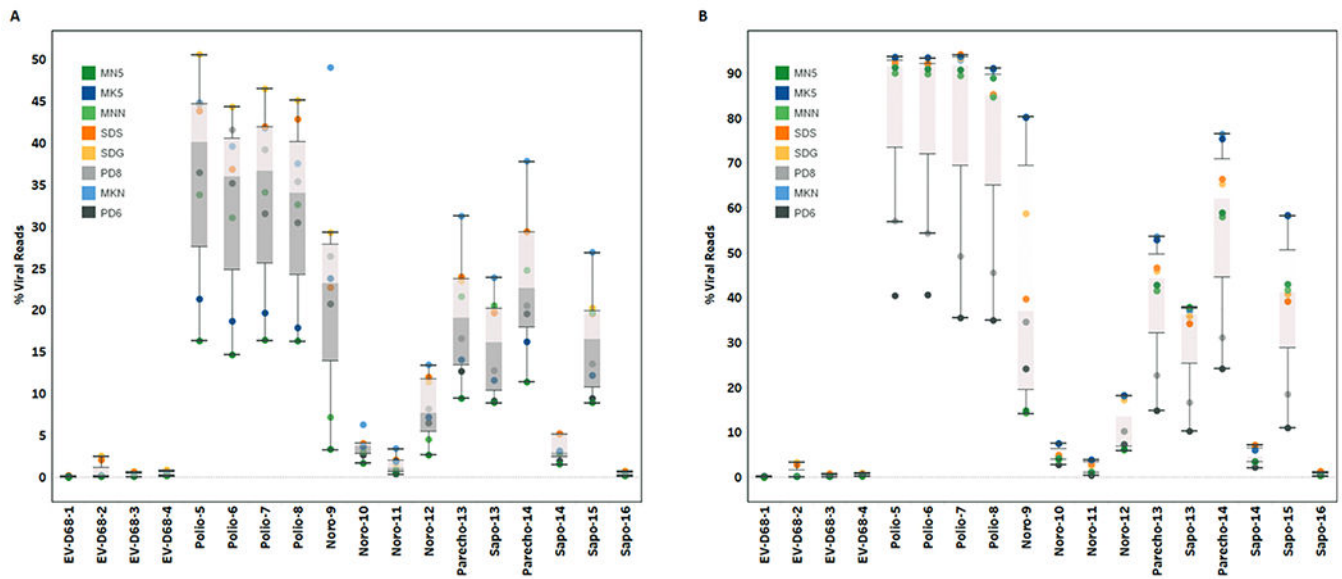 A
B
% Viral Reads
50
45
40
35
30
25
20
15
10
5
0
MN5
MK5
MNN
SDS
SDG
PD8
MKN
PD6
EV-D68-1
EV-D68-2
EV-D68-3
EV-D68-4
Polio-5
Polio-6
Polio-7
Polio-8
Noro-9
Noro-10
Noro-11
Noro-12
Parecho-13
Sapo-13
Parecho-14
Sapo-14
Sapo-15
Sapo-16
% Viral Reads
90
80
70
60
50
40
30
20
10
0
MN5
MK5
MNN
SDS
SDG
PD8
MKN
PD6
EV-D68-1
EV-D68-2
EV-D68-3
EV-D68-4
Polio-5
Polio-6
Polio-7
Polio-8
Noro-9
Noro-10
Noro-11
Noro-12
Parecho-13
Sapo-13
Parecho-14
Sapo-14
Sapo-15
Sapo-16